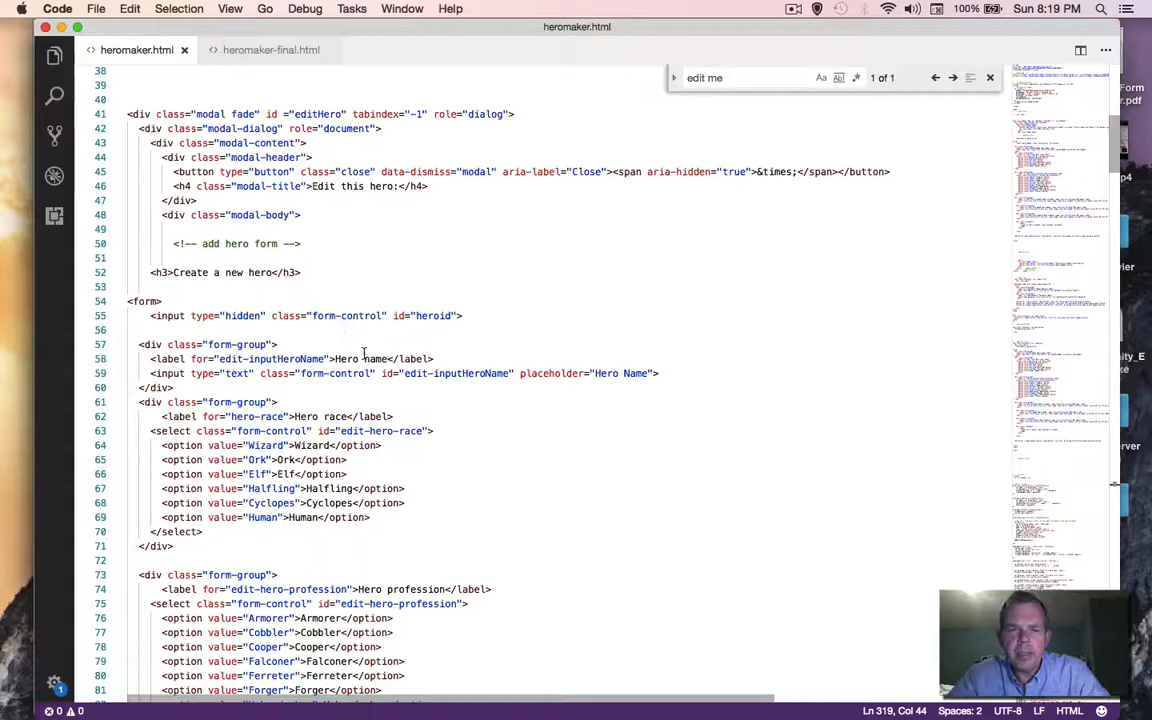 Code File Edit Selection View Go Debug Tasks Window Help 100% Sun 8:19 PM
heromaker.html
heromaker.html heromaker-final.html
edit me Aa Abl .* 1 of 1
38
39
40
41 <div class="modal fade" id ="editHero" tabindex="-1" role="dialog">
42 <div class="modal-dialog" role="document">
43 <div class="modal-content">
44 <div class="modal-header">
45 <button type="button" class="close" data-dismiss="modal" aria-label="Close"><span aria-hidden="true">&times;</span></button>
46 <h4 class="modal-title">Edit this hero:</h4>
47 </div>
48 <div class="modal-body">
49
50 <!-- add hero form -->
51
52 <h3>Create a new hero</h3>
53
54 <form>
55 <input type="hidden" class="form-control" id="heroid">
56
57 <div class="form-group">
58 <label for="edit-inputHeroName">Hero name</label>
59 <input type="text" class="form-control" id="edit-inputHeroName" placeholder="Hero Name">
60 </div>
61 <div class="form-group">
62 <label for="hero-race">Hero race</label>
63 <select class="form-control" id="edit-hero-race">
64 <option value="Wizard">Wizard</option>
65 <option value="Ork">Ork</option>
66 <option value="Elf">Elf</option>
67 <option value="Halfling">Halfling</option>
68 <option value="Cyclopes">Cyclopes</option>
69 <option value="Human">Human</option>
70 </select>
71 </div>
72
73 <div class="form-group">
74 <label for="edit-hero-profession">Hero profession</label>
75 <select class="form-control" id="edit-hero-profession">
76 <option value="Armorer">Armorer</option>
77 <option value="Cobbler">Cobbler</option>
78 <option value="Cooper">Cooper</option>
79 <option value="Falconer">Falconer</option>
80 <option value="Ferreter">Ferreter</option>
81 <option value="Forger">Forger</option>
Form
r.pdf
p4
ler
nity_E
xe
erver
1
0 0 Ln 319, Col 44 Spaces: 2 UTF-8 LF HTML